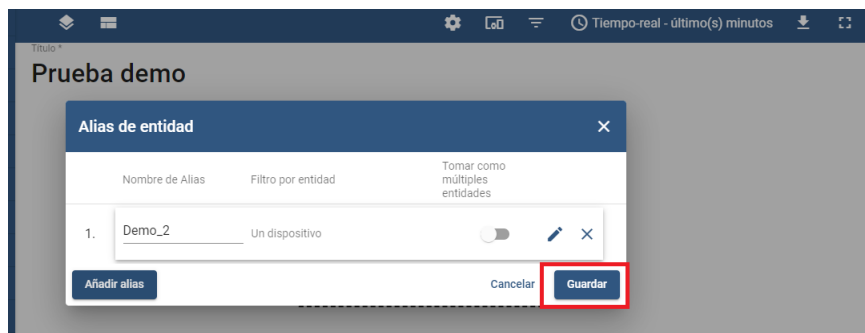 Tiempo-real - último(s) minutos
Título *
Prueba demo
Alias de entidad
Nombre de Alias
Filtro por entidad
Tomar como
múltiples
entidades
1.
Demo_2
Un dispositivo
Añadir alias
Cancelar
Guardar